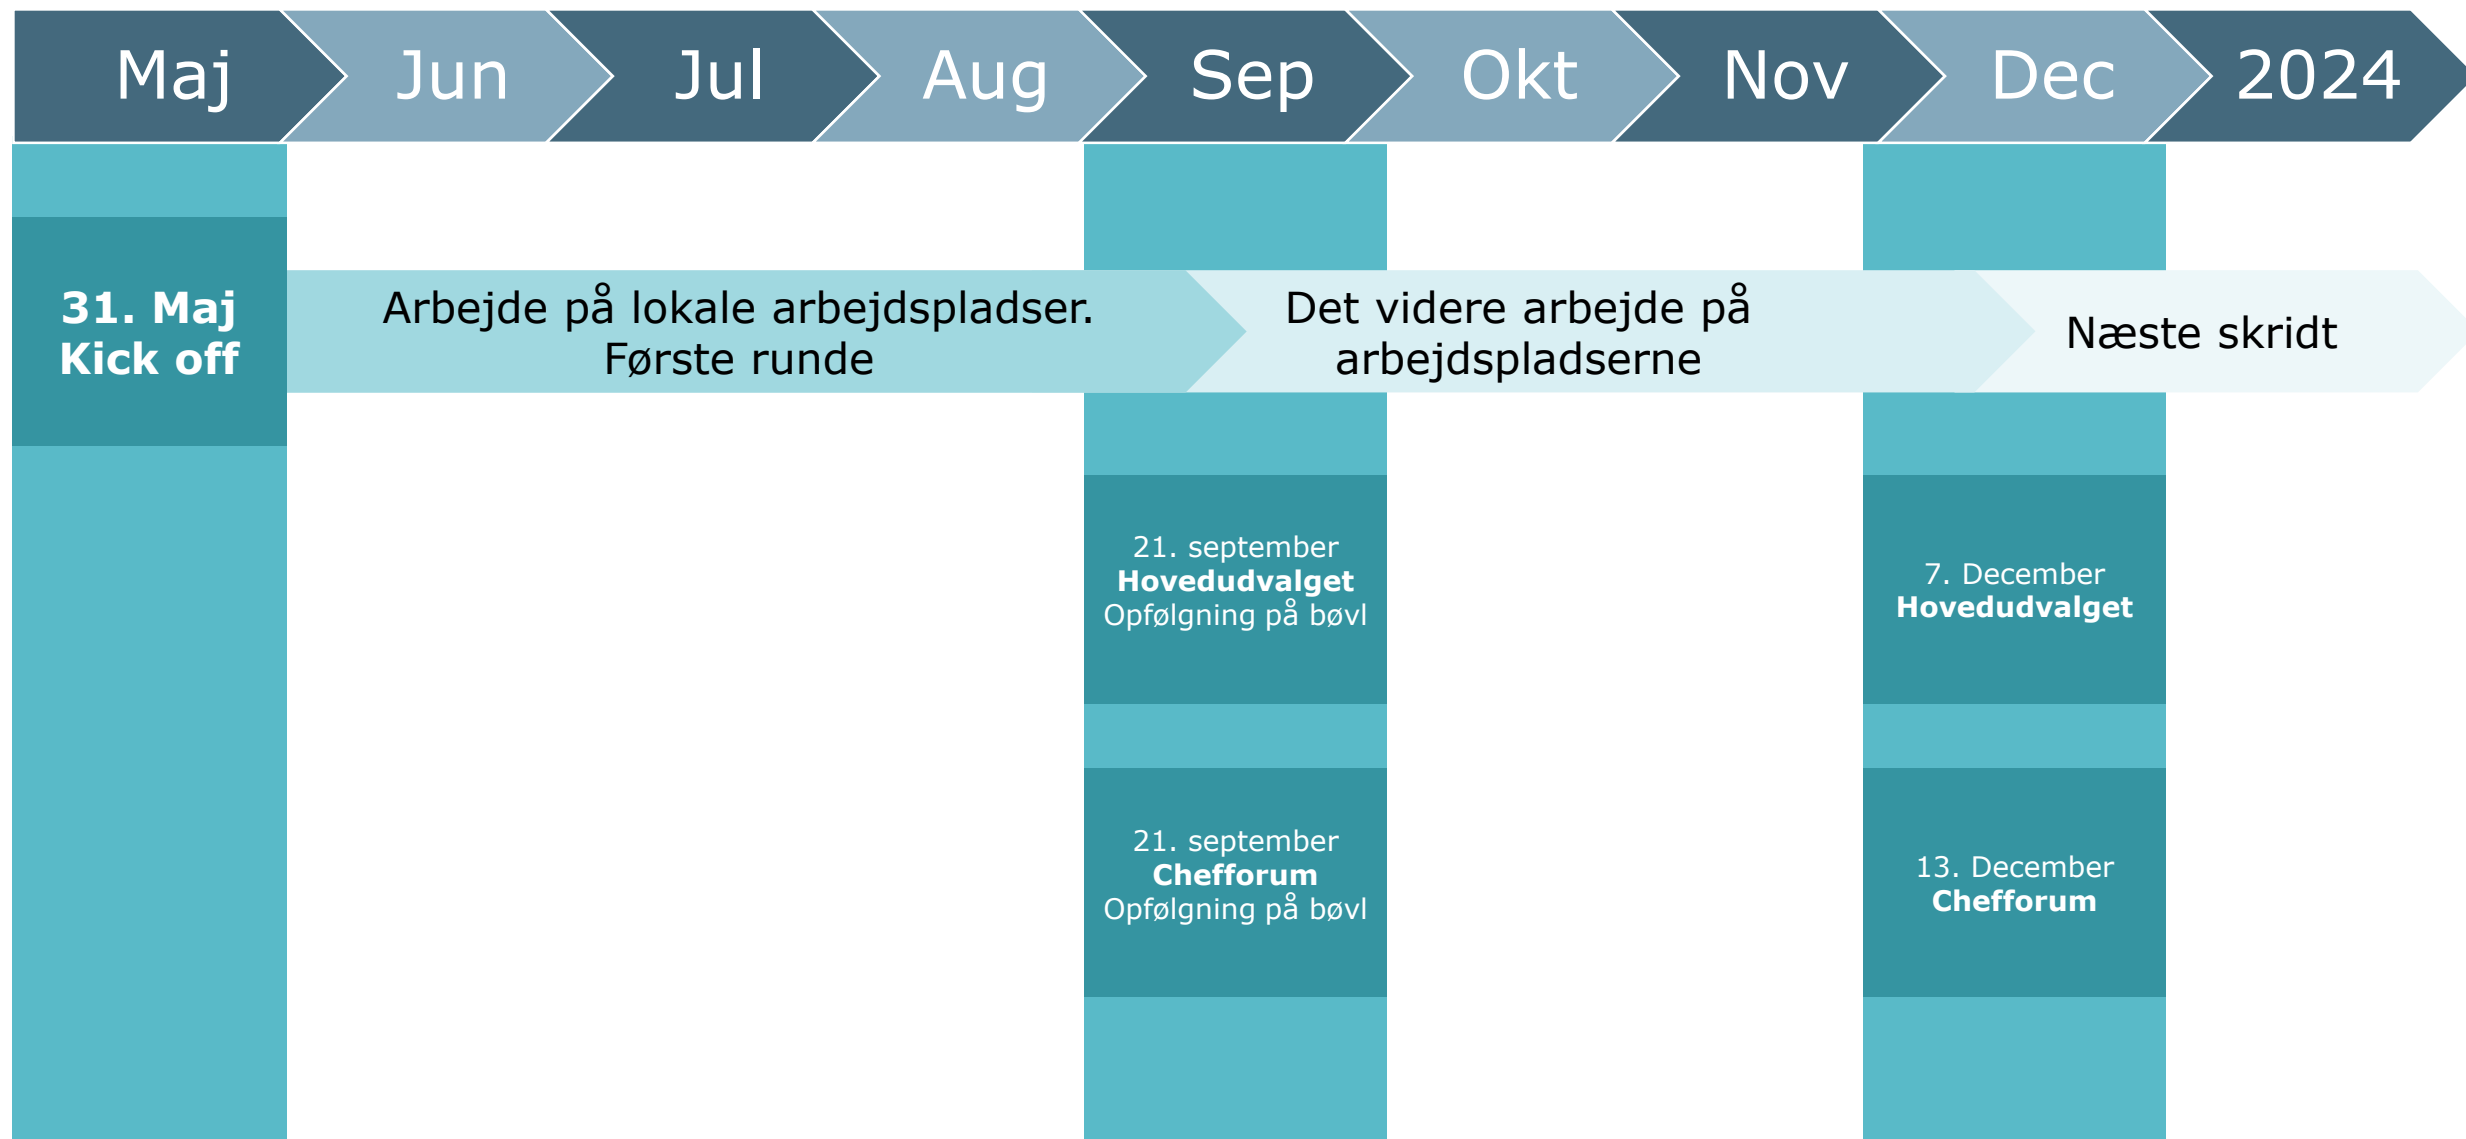 Maj
Jun
Jul
Aug
Sep
Okt
Nov
Dec
2024
31. Maj
Kick off
Arbejde på lokale arbejdspladser.
Første runde
Det videre arbejde på
arbejdspladserne
Næste skridt
21. september
Hovedudvalget
Opfølgning på bøvl
7. December
Hovedudvalget
21. september
Chefforum
Opfølgning på bøvl
13. December
Chefforum